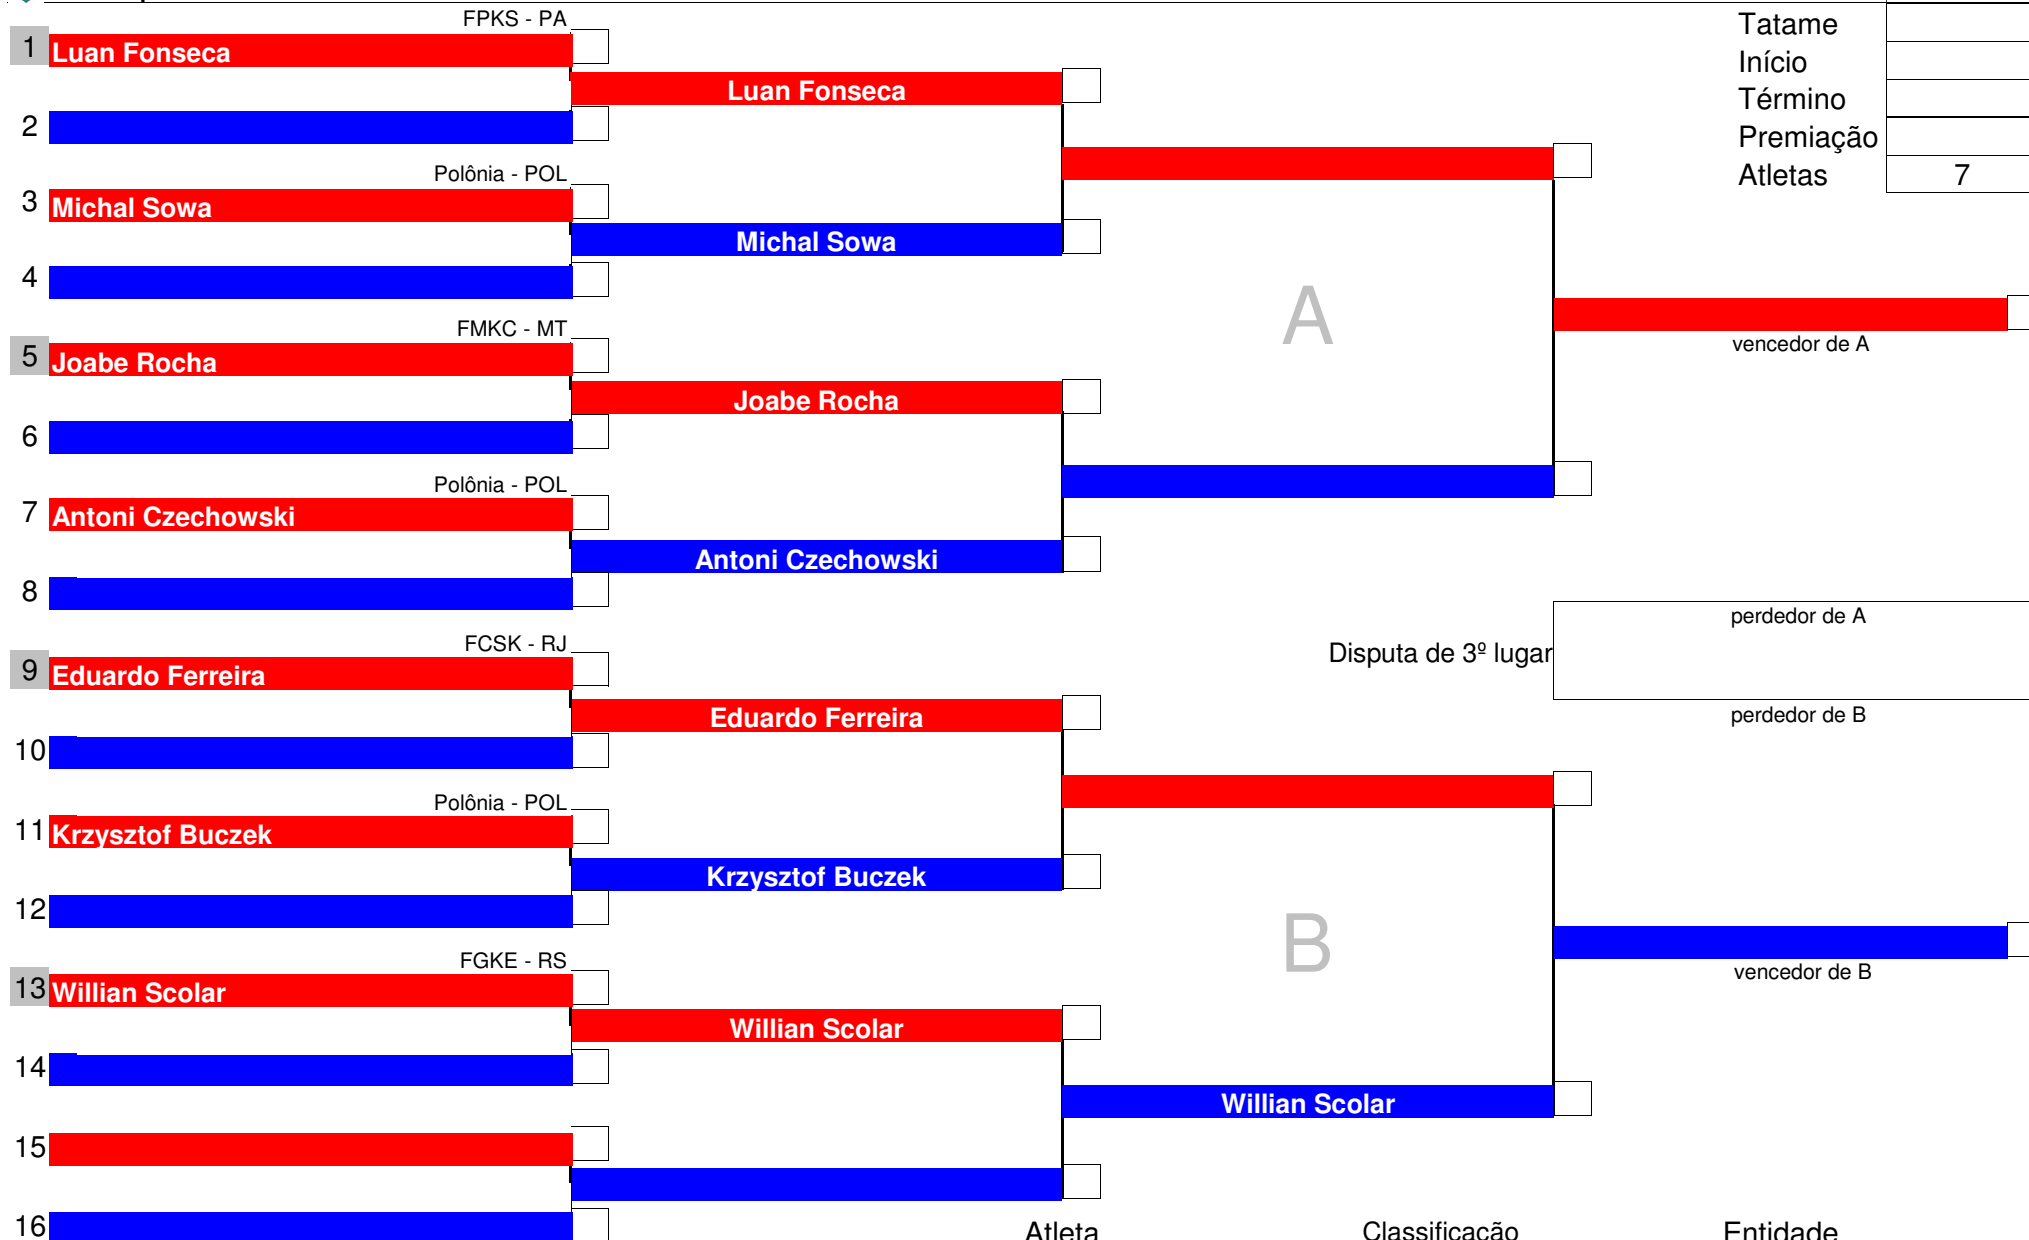 FPKS - PA
1 Luan Fonseca
Luan Fonseca
2
Polônia - POL
3 Michal Sowa
Michal Sowa
4
FMKC - MT
5 Joabe Rocha
Joabe Rocha
6
Polônia - POL
7 Antoni Czechowski
Antoni Czechowski
8
FCSK - RJ
9 Eduardo Ferreira
Eduardo Ferreira
10
Polônia - POL
11 Krzysztof Buczek
Krzysztof Buczek
12
FGKE - RS
13 Willian Scolar
Willian Scolar
14
Willian Scolar
15
16
A
B
Tatame
Início
Término
Premiação
Atletas 7
vencedor de A
perdedor de A
Disputa de 3º lugar
perdedor de B
vencedor de B
Atleta Classificação Entidade